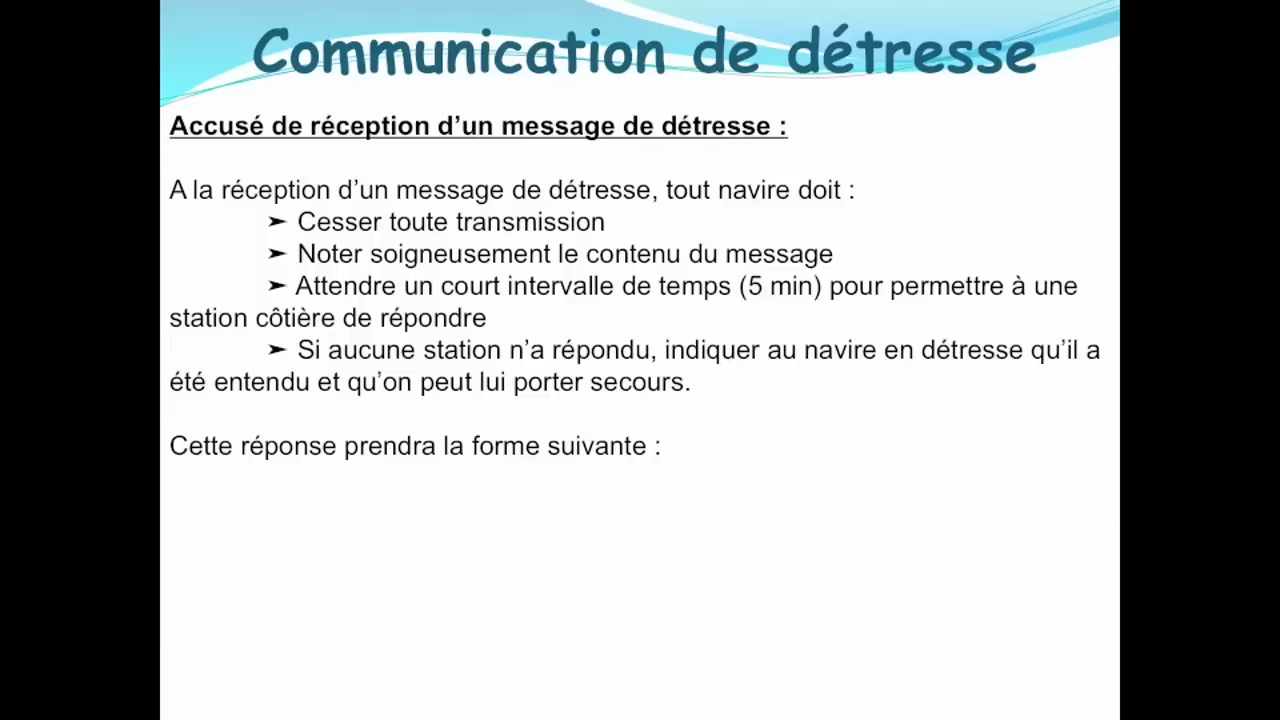 Communication de détresse
Accusé de réception d’un message de détresse :
A la réception d’un message de détresse, tout navire doit :
➢ Cesser toute transmission
➢ Noter soigneusement le contenu du message
➢ Attendre un court intervalle de temps (5 min) pour permettre à une
station côtière de répondre
➢ Si aucune station n’a répondu, indiquer au navire en détresse qu’il a
été entendu et qu’on peut lui porter secours.
Cette réponse prendra la forme suivante :